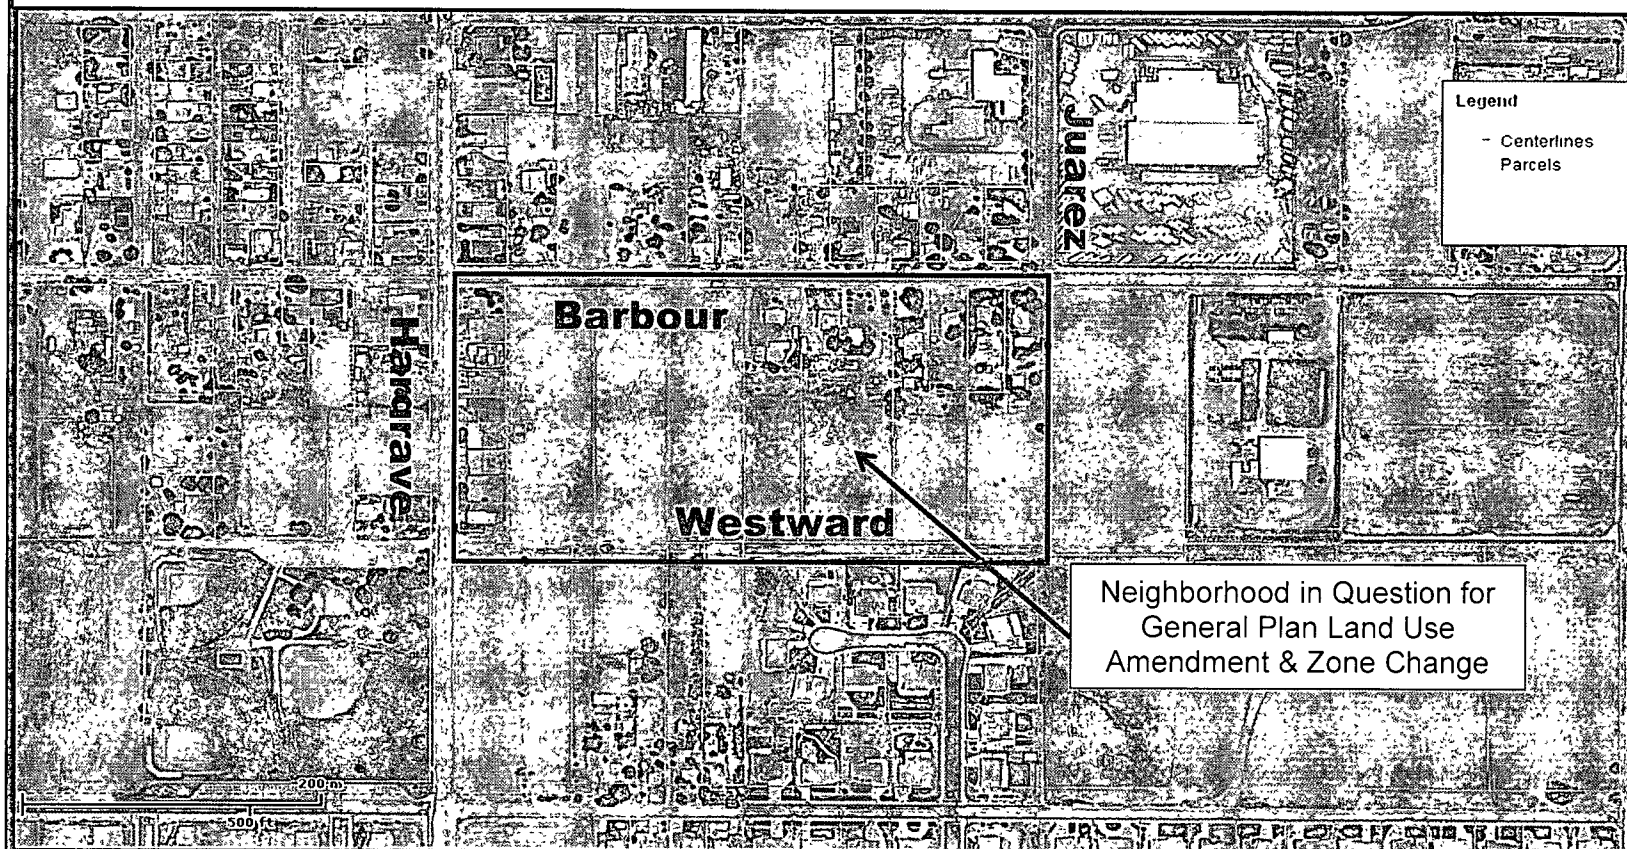 Legend
- Centerlines
Parcels
Juarez
Barbour
Hargrave
Westward
Neighborhood in Question for
General Plan Land Use
Amendment & Zone Change
200 m
500 ft